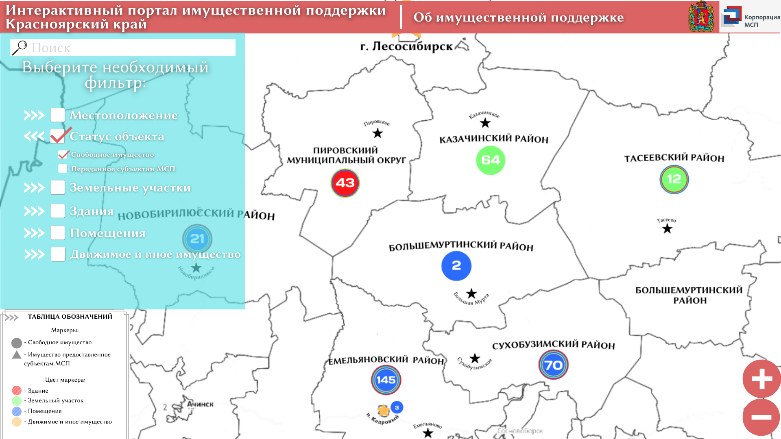 Интерактивный портал имущественной поддержки
Красноярский край
Об имущественной поддержке
Корпорация
МСП
Поиск
Выберите необходимый
фильтр:
Местоположение
Статус объекта
Свободное имущество
Переданное субъектам МСП
Земельные участки
Здания
Помещения
Движимое и иное имущество
г. Лесосибирск
Пировское
ПИРОВСКИЙ
МУНИЦИПАЛЬНЫЙ ОКРУГ
43
Казачинское
КАЗАЧИНСКИЙ РАЙОН
64
ТАСЕЕВСКИЙ РАЙОН
12
Тасеево
НОВОБИРИЛЮССКИЙ РАЙОН
21
БОЛЬШЕМУРТИНСКИЙ РАЙОН
2
Большая Мурта
БОЛЬШЕМУРТИНСКИЙ
РАЙОН
СУХОБУЗИМСКИЙ РАЙОН
70
Сухобузимское
ЕМЕЛЬЯНОВСКИЙ РАЙОН
145
3
п. Кедровый
Емельяново
Сосновоборск
2
Ачинск
ТАБЛИЦА ОБОЗНАЧЕНИЙ
Маркеры:
- Свободное имущество
- Имущество предоставленное
субъектам МСП
Цвет маркера:
- Здание
- Земельный участок
- Помещение
- Движимое и иное имущество